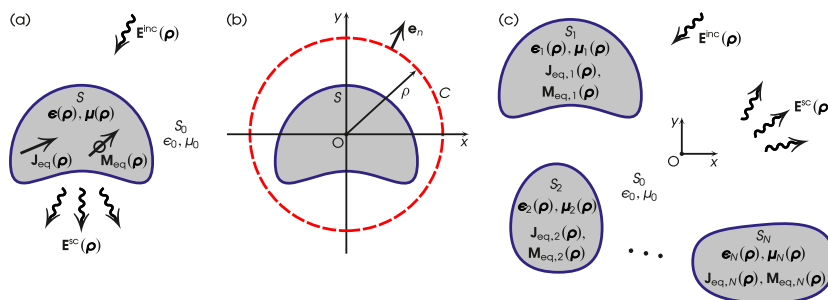 (a)
E^inc(ρ)
S
ϵ(ρ), μ(ρ)
J_eq(ρ) M_eq(ρ)
S_0
ϵ_0, μ_0
E^sc(ρ)
(b)
y
e_n
S
ρ
C
O
x
(c)
S_1
ϵ_1(ρ), μ_1(ρ)
J_eq,1(ρ),
M_eq,1(ρ)
E^inc(ρ)
E^sc(ρ)
y
O x
S_2
ϵ_2(ρ), μ_2(ρ)
J_eq,2(ρ),
M_eq,2(ρ)
S_0
ϵ_0, μ_0
...
S_N
ϵ_N(ρ), μ_N(ρ)
J_eq,N(ρ), M_eq,N(ρ)